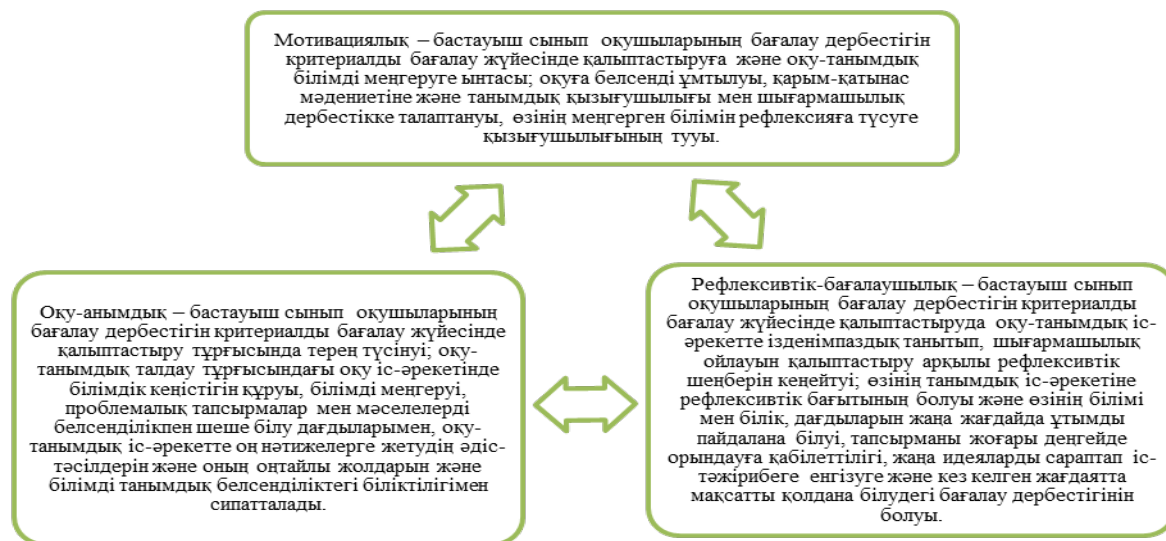 Мотивациялық – бастауыш сынып оқушыларының бағалау дербестігін
критериалды бағалау жүйесінде қалыптастыруға және оқу-танымдық
білімді меңгеруге ынтасы; оқуға белсенді ұмтылуы, қарым-қатынас
мәдениетіне және танымдық қызығушылығы мен шығармашылық
дербестікке талаптануы, өзінің меңгерген білімін рефлексияға түсуге
қызығушылығының тууы.
Оқу-анымдық – бастауыш сынып оқушыларының
бағалау дербестігін критериалды бағалау жүйесінде
қалыптастыру тұрғысында терең түсінуі; оқу-
танымдық талдау тұрғысындағы оқу іс-әрекетінде
білімдік кеңістігін құруы, білімді меңгеруі,
проблемалық тапсырмалар мен мәселелерді
белсенділікпен шеше білу дағдыларымен, оқу-
танымдық іс-әрекетте оң нәтижелерге жетудің әдіс-
тәсілдерін және оның оңтайлы жолдарын және
білімді танымдық белсенділіктегі біліктілігімен
сипатталады.
Рефлексивтік-бағалаушылық – бастауыш сынып
оқушыларының бағалау дербестігін критериалды
бағалау жүйесінде қалыптастыруда оқу-танымдық іс-
әрекетте ізденімпаздық танытып, шығармашылық
ойлауын қалыптастыру арқылы рефлексивтік
шеңберін кеңейтуі; өзінің танымдық іс-әрекетіне
рефлексивтік бағытының болуы және өзінің білімі
мен білік, дағдыларын жаңа жағдайда ұтымды
пайдалана білуі, тапсырманы жоғары деңгейде
орындауға қабілеттілігі, жаңа идеяларды сараптап іс-
тәжірибеге енгізуге және кез келген жағдаятта
мақсатты қолдана білудегі бағалау дербестігінін
болуы.